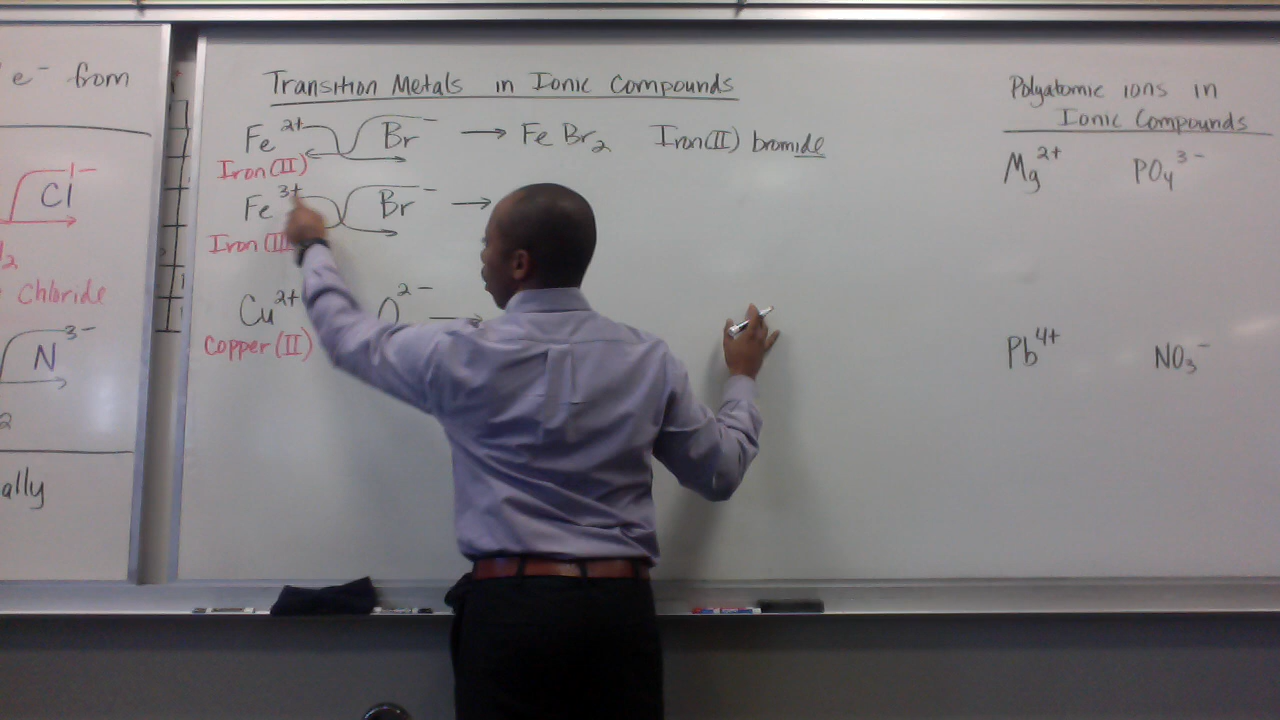 e⁻ from
Cl 1-
2
Chloride
N 3-
2
ally
Transition Metals in Ionic Compounds
Fe 2+ Br - → FeBr₂ Iron(II) bromide
Iron(II)
Fe 3+ Br - →
Iron(III
Cu 2+ O 2- →
Copper(II)
Polyatomic ions in
Ionic Compounds
Mg 2+ PO₄ 3-
Pb 4+ NO₃ -